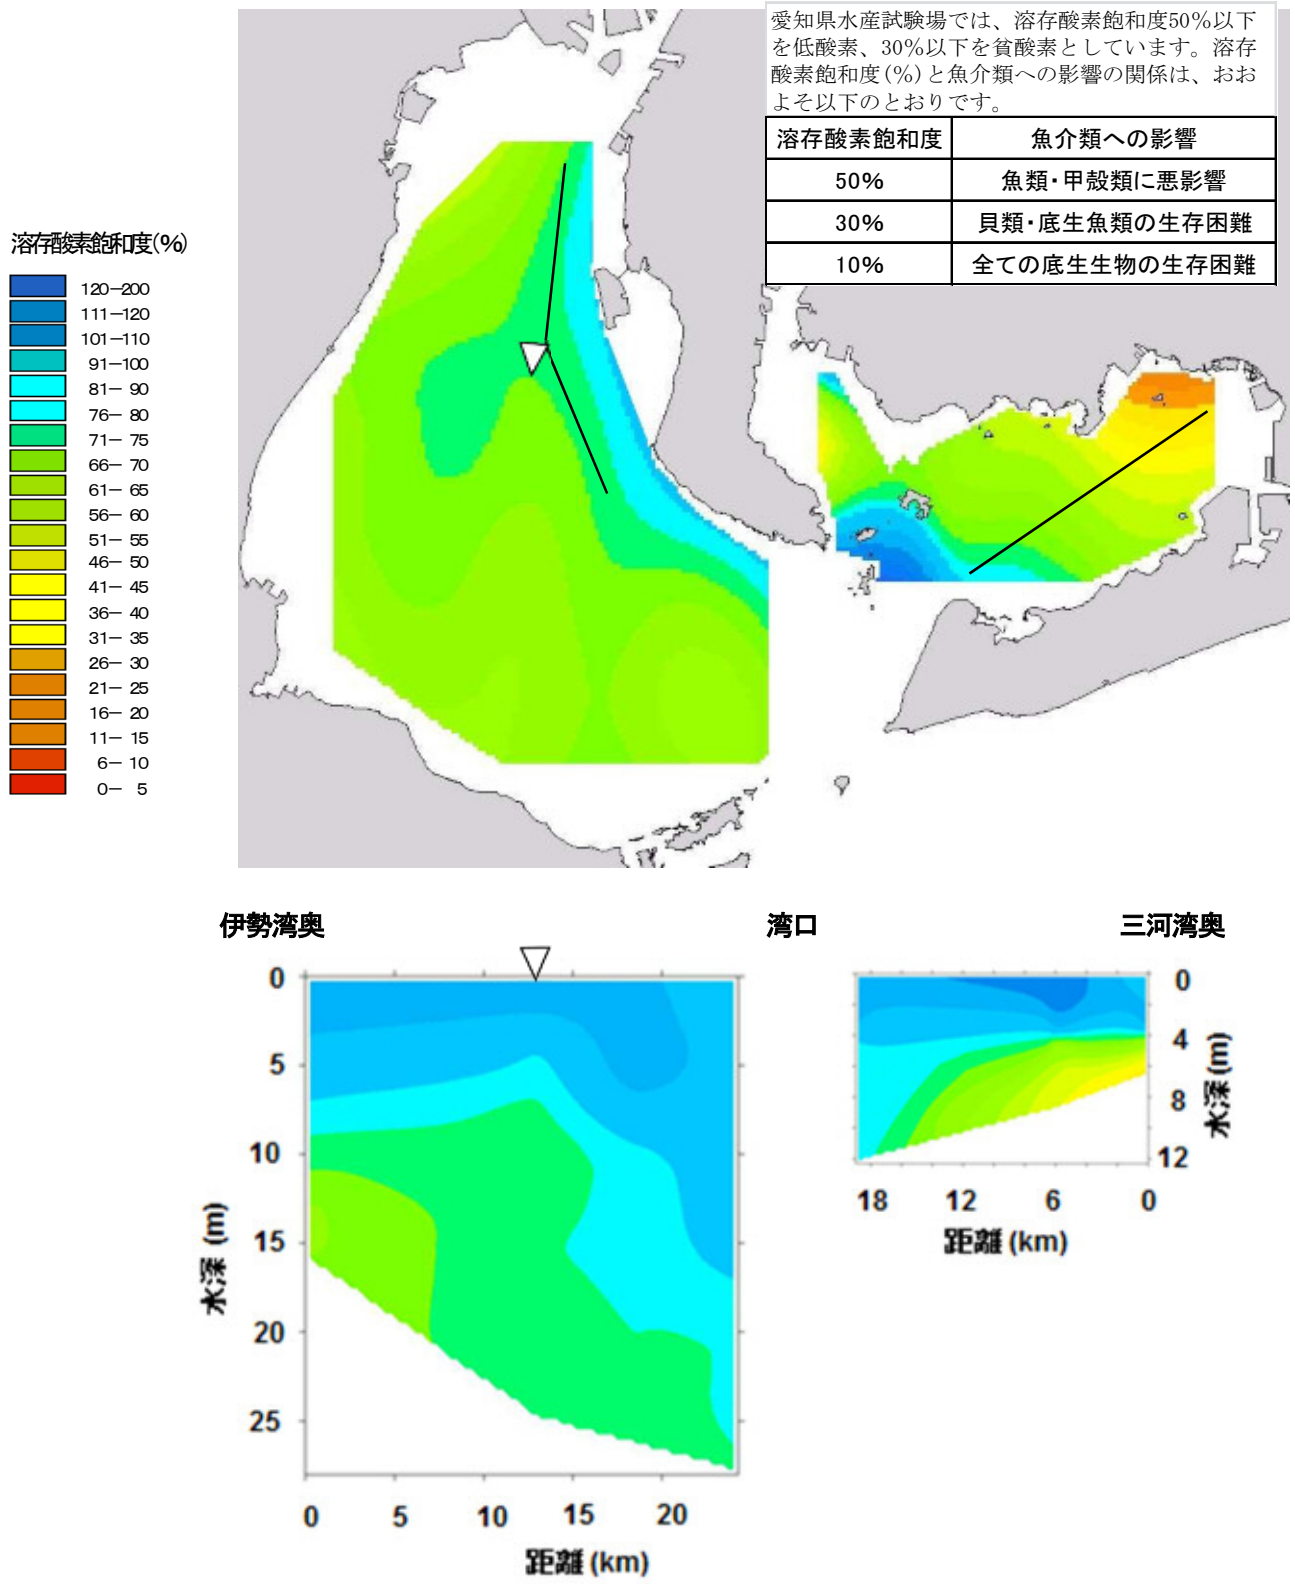 愛知県水産試験場では、溶存酸素飽和度50%以下
を低酸素、30%以下を貧酸素としています。溶存
酸素飽和度(%)と魚介類への影響の関係は、おお
よそ以下のとおりです。
溶存酸素飽和度 魚介類への影響
50% 魚類・甲殻類に悪影響
30% 貝類・底生魚類の生存困難
10% 全ての底生生物の生存困難
溶存酸素飽和度(%)
120-200
111-120
101-110
91-100
81- 90
76- 80
71- 75
66- 70
61- 65
56- 60
51- 55
46- 50
41- 45
36- 40
31- 35
26- 30
21- 25
16- 20
11- 15
6- 10
0- 5
伊勢湾奥 湾口 三河湾奥
0
5
10
15
20
25
水深 (m)
0 5 10 15 20
距離 (km)
0
4
8
12
水深 (m)
18 12 6 0
距離 (km)